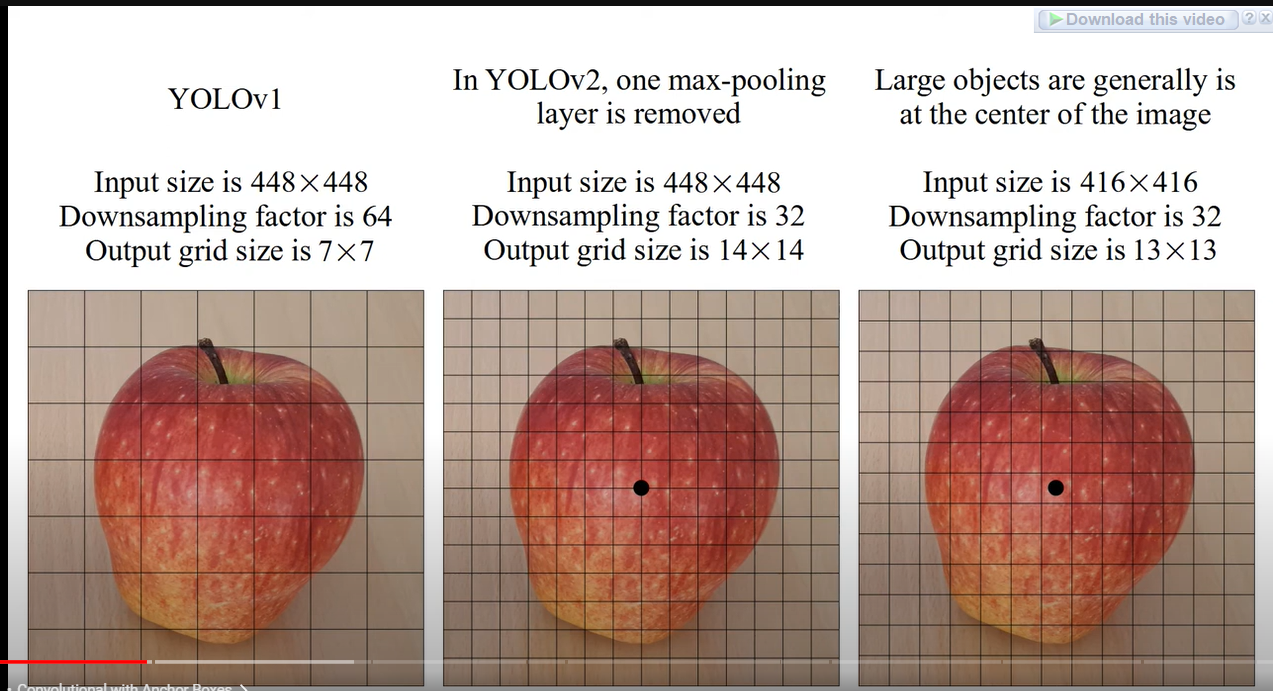 Download this video ? X
YOLOv1
Input size is 448×448
Downsampling factor is 64
Output grid size is 7×7
In YOLOv2, one max-pooling
layer is removed
Input size is 448×448
Downsampling factor is 32
Output grid size is 14×14
Large objects are generally is
at the center of the image
Input size is 416×416
Downsampling factor is 32
Output grid size is 13×13
Convolutional with Anchor Boxes